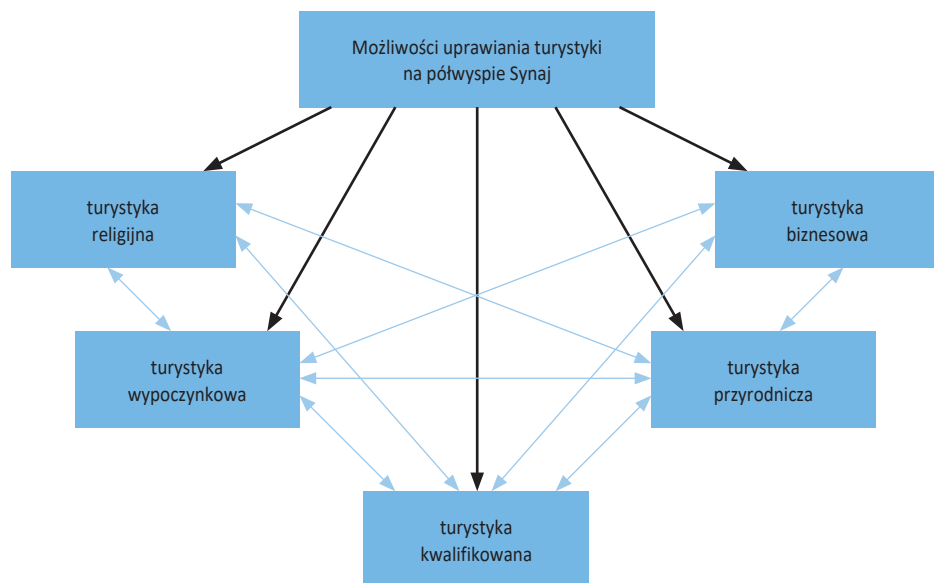 Możliwości uprawiania turystyki
na półwyspie Synaj
turystyka
religijna
turystyka
biznesowa
turystyka
wypoczynkowa
turystyka
przyrodnicza
turystyka
kwalifikowana